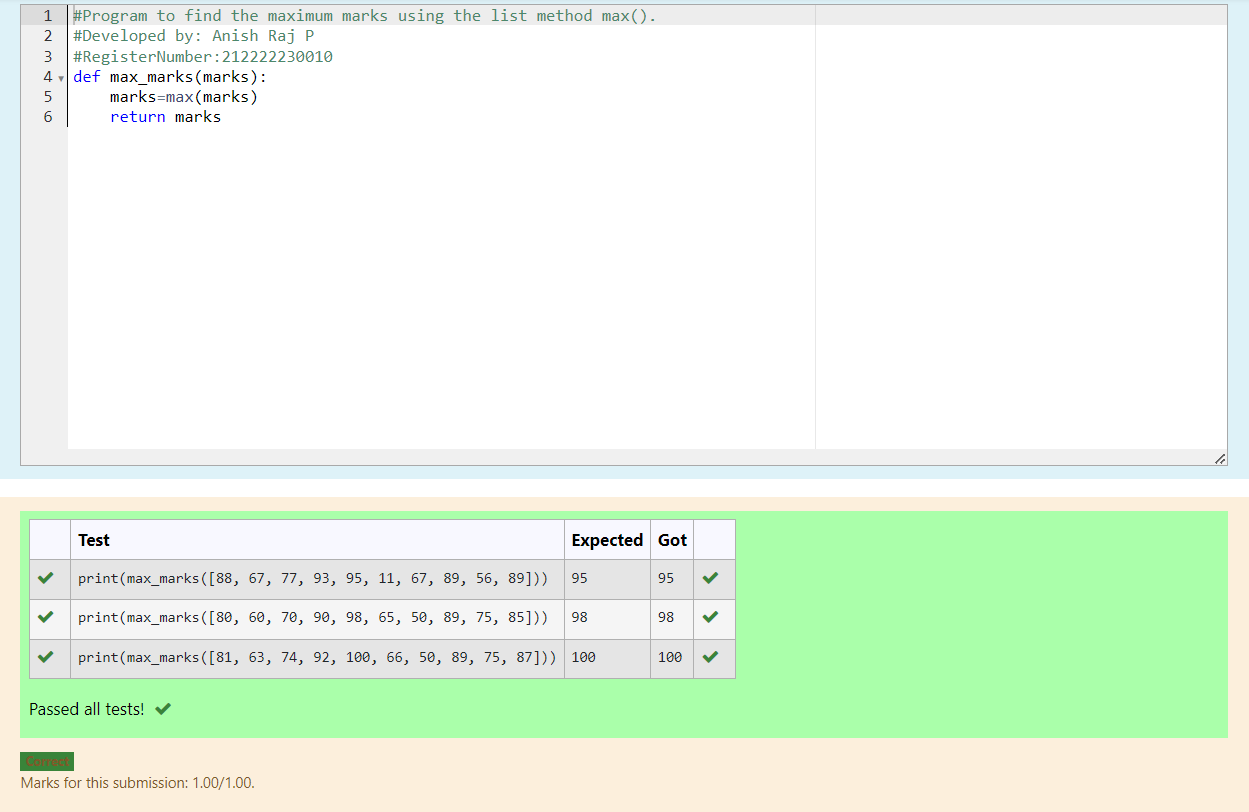 1 #Program to find the maximum marks using the list method max().
2 #Developed by: Anish Raj P
3 #RegisterNumber:212222230010
4 def max_marks(marks):
5     marks=max(marks)
6     return marks
Test Expected Got
print(max_marks([88, 67, 77, 93, 95, 11, 67, 89, 56, 89])) 95 95
print(max_marks([80, 60, 70, 90, 98, 65, 50, 89, 75, 85])) 98 98
print(max_marks([81, 63, 74, 92, 100, 66, 50, 89, 75, 87])) 100 100
Passed all tests!
Correct
Marks for this submission: 1.00/1.00.